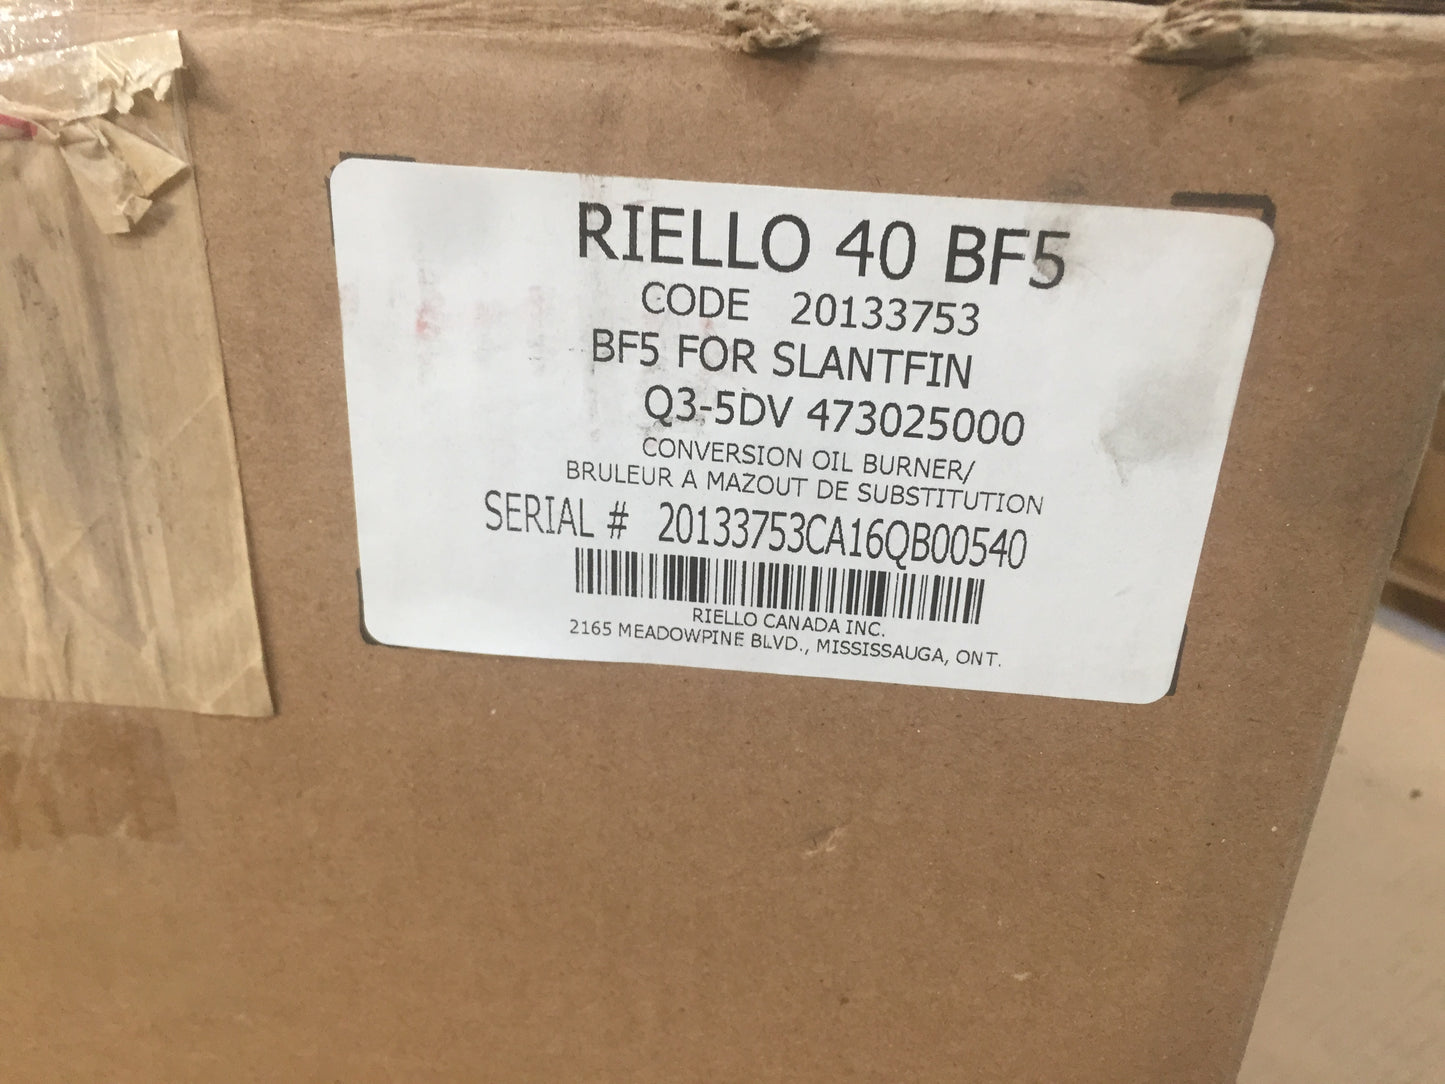 RIELLO 40 BF5
CODE 20133753
BF5 FOR SLANTFIN
Q3-5DV 473025000
CONVERSION OIL BURNER/
BRULEUR A MAZOUT DE SUBSTITUTION
SERIAL # 20133753CA16QB00540
RIELLO CANADA INC.
2165 MEADOWPINE BLVD., MISSISSAUGA, ONT.